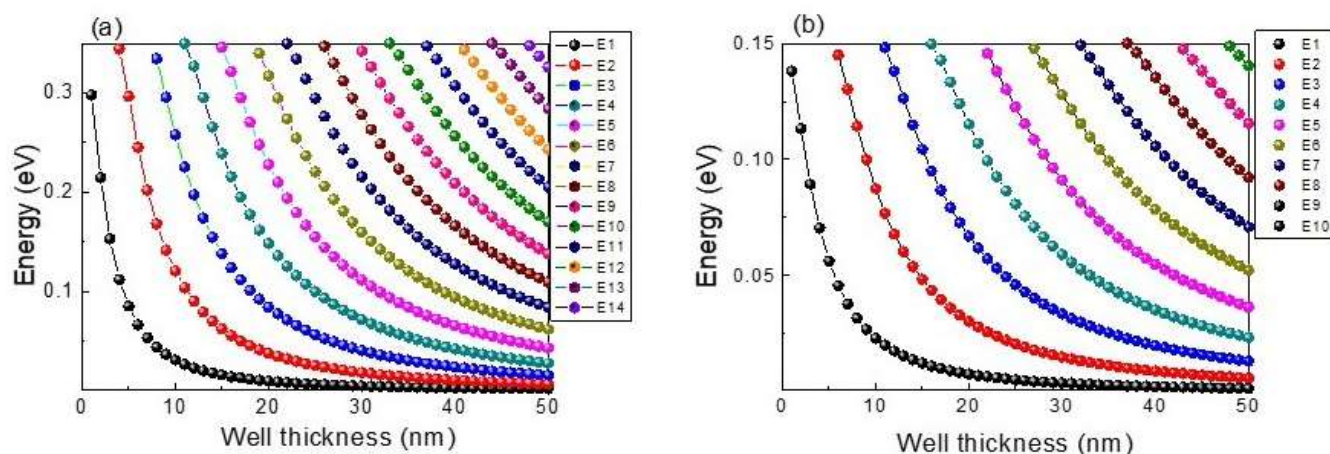 (a)
Energy (eV)
0.3
0.2
0.1
0
10
20
30
40
50
Well thickness (nm)
E1
E2
E3
E4
E5
E6
E7
E8
E9
E10
E11
E12
E13
E14
(b)
Energy (eV)
0.15
0.10
0.05
0
10
20
30
40
50
Well thickness (nm)
E1
E2
E3
E4
E5
E6
E7
E8
E9
E10